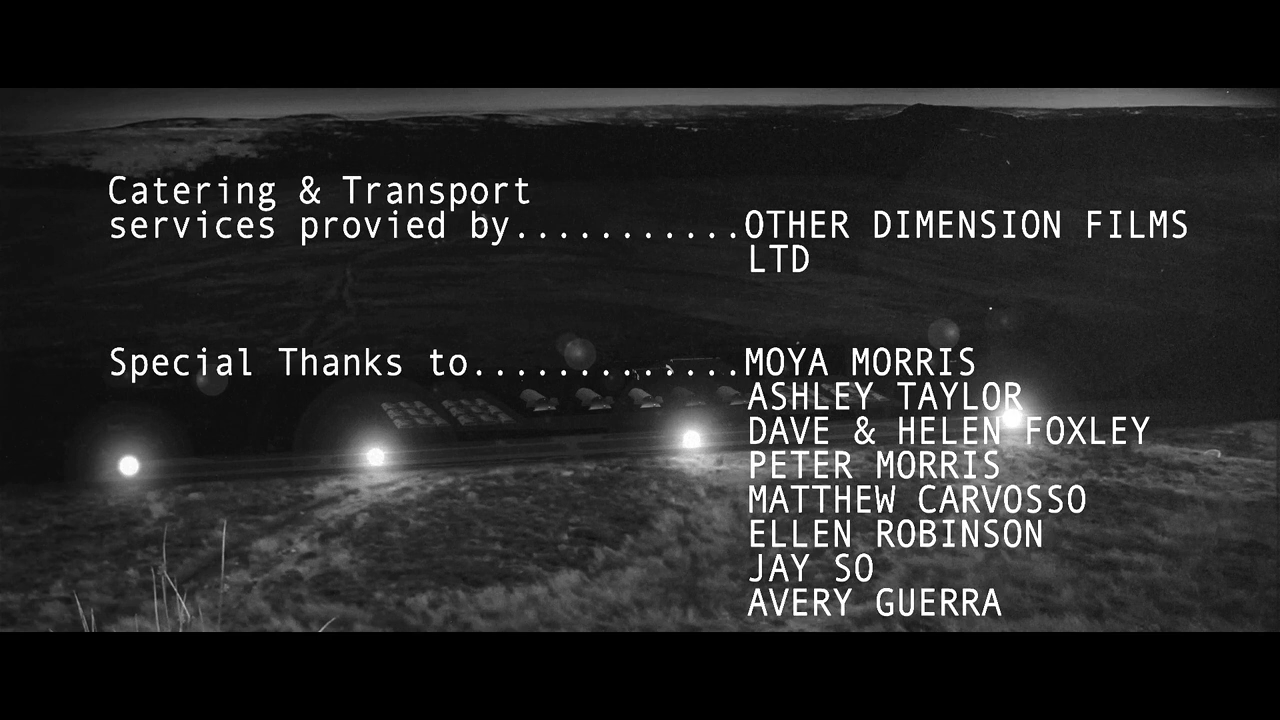 Catering & Transport
services provied by...........OTHER DIMENSION FILMS
LTD
Special Thanks to.............MOYA MORRIS
ASHLEY TAYLOR
DAVE & HELEN FOXLEY
PETER MORRIS
MATTHEW CARVOSSO
ELLEN ROBINSON
JAY SO
AVERY GUERRA